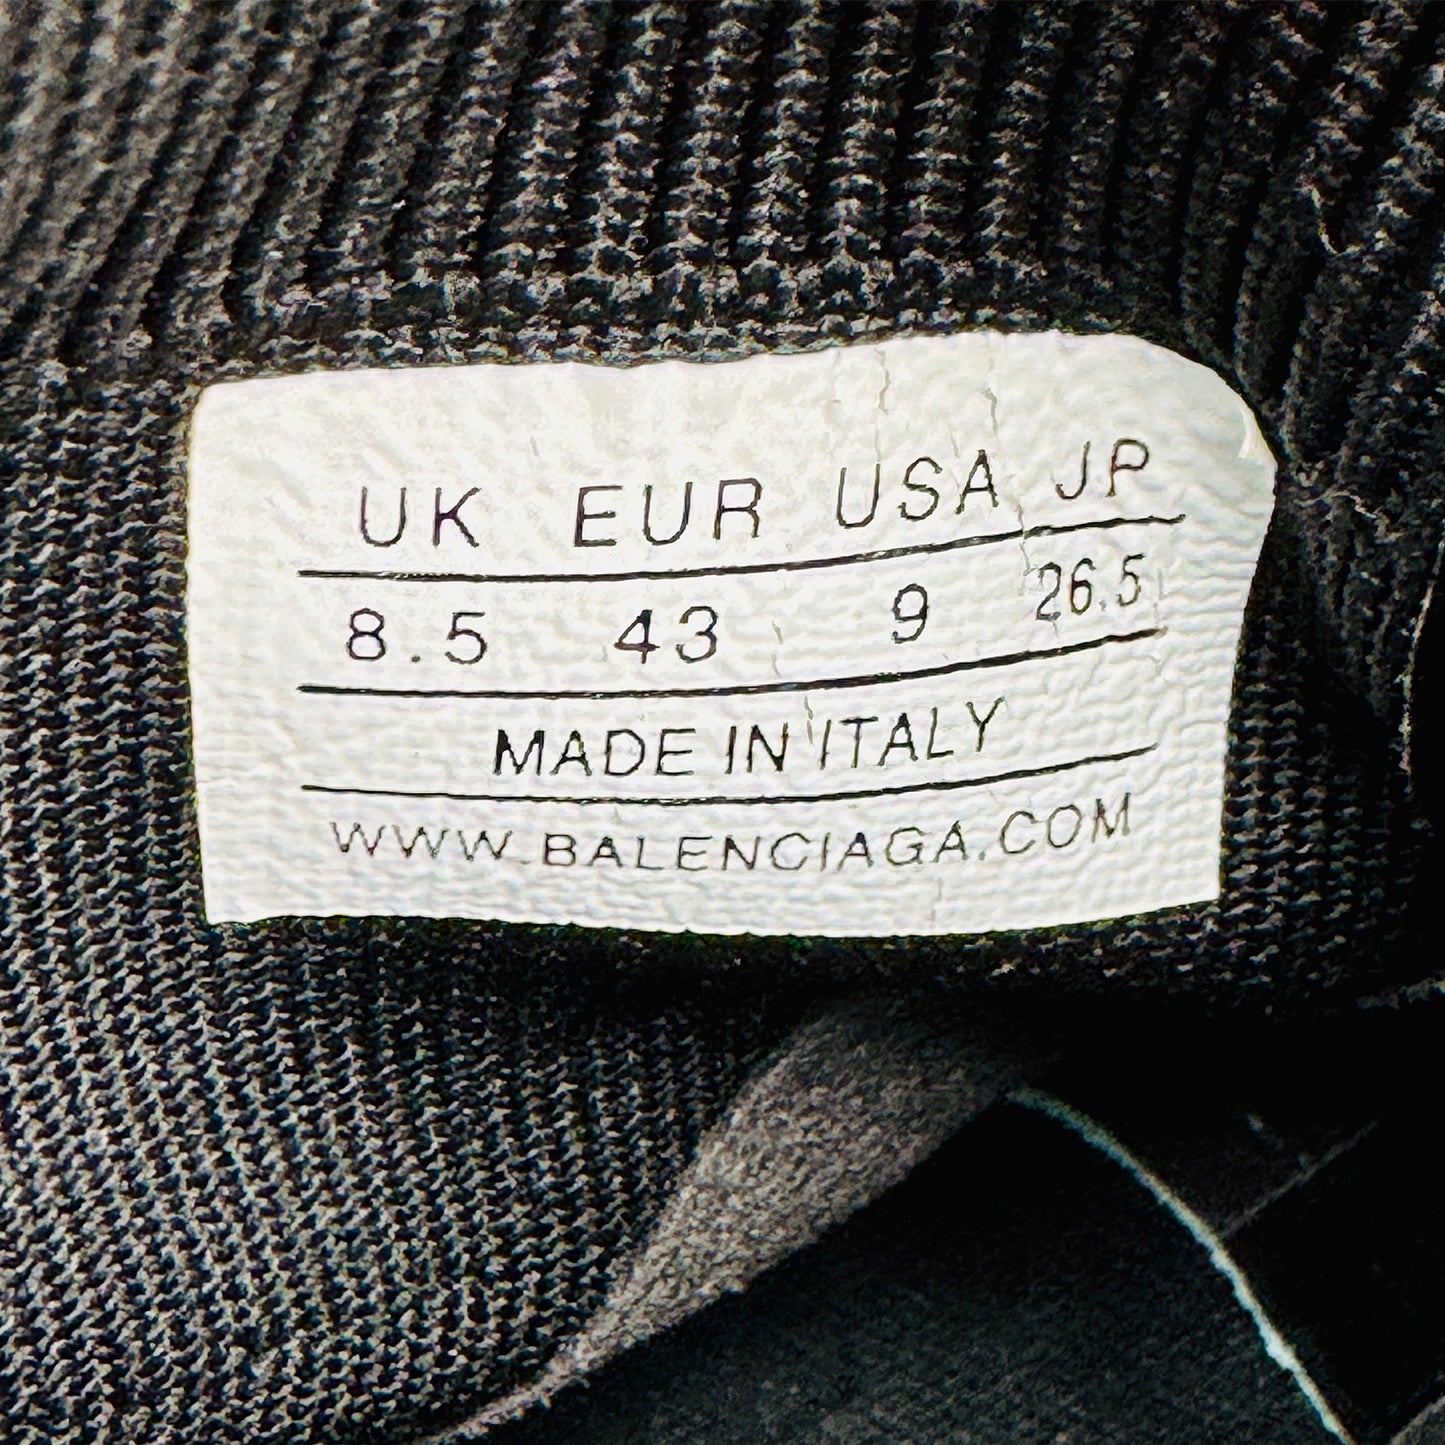 UK EUR USA JP
8.5 43 9 26.5
MADE IN ITALY
WWW.BALENCIAGA.COM